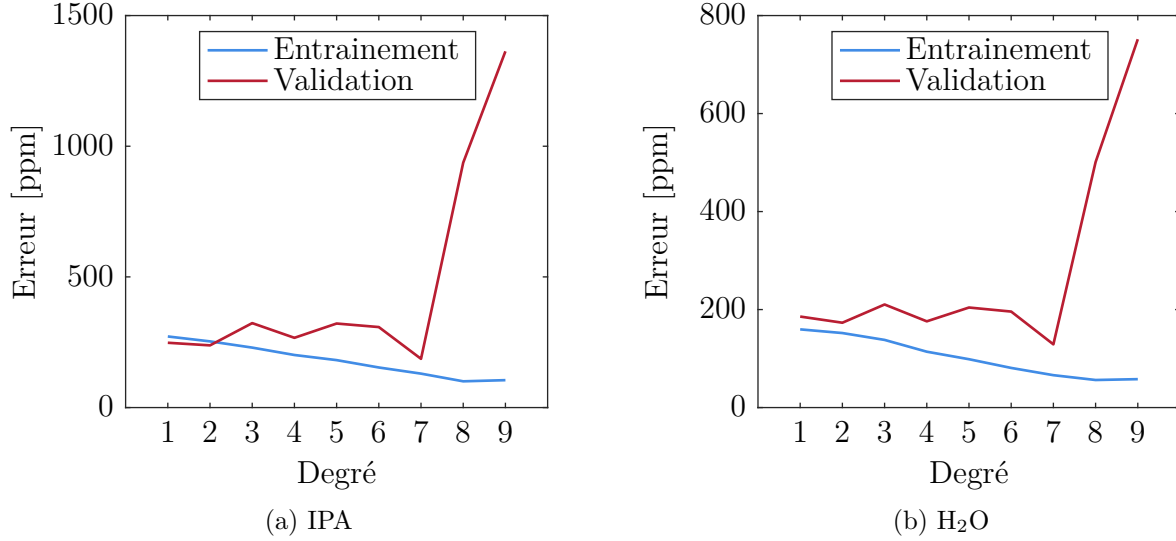 1500
1000
500
0
Erreur [ppm]
Entrainement
Validation
1 2 3 4 5 6 7 8 9
Degré
(a) IPA
800
600
400
200
0
Erreur [ppm]
Entrainement
Validation
1 2 3 4 5 6 7 8 9
Degré
(b) H₂O